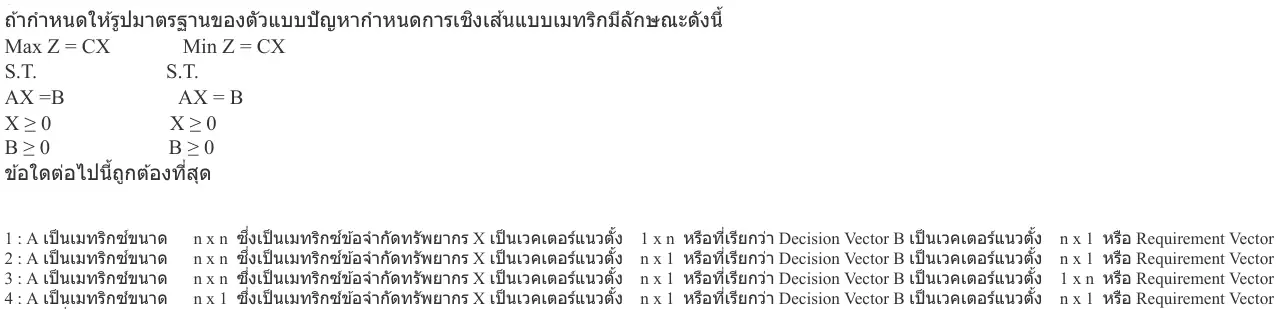 ถ้ากำหนดให้รูปมาตรฐานของตัวแบบปัญหากำหนดการเชิงเส้นแบบเมทริกมีลักษณะดังนี้
Max Z = CX Min Z = CX
S.T. S.T.
AX =B AX = B
X ≥ 0 X ≥ 0
B ≥ 0 B ≥ 0
ข้อใดต่อไปนี้ถูกต้องที่สุด
1 : A เป็นเมทริกซ์ขนาด n x n ซึ่งเป็นเมทริกซ์ข้อจำกัดทรัพยากร X เป็นเวคเตอร์แนวตั้ง 1 x n หรือที่เรียกว่า Decision Vector B เป็นเวคเตอร์แนวตั้ง n x 1 หรือ Requirement Vector
2 : A เป็นเมทริกซ์ขนาด n x n ซึ่งเป็นเมทริกซ์ข้อจำกัดทรัพยากร X เป็นเวคเตอร์แนวตั้ง n x 1 หรือที่เรียกว่า Decision Vector B เป็นเวคเตอร์แนวตั้ง n x 1 หรือ Requirement Vector
3 : A เป็นเมทริกซ์ขนาด n x n ซึ่งเป็นเมทริกซ์ข้อจำกัดทรัพยากร X เป็นเวคเตอร์แนวตั้ง n x 1 หรือที่เรียกว่า Decision Vector B เป็นเวคเตอร์แนวตั้ง 1 x n หรือ Requirement Vector
4 : A เป็นเมทริกซ์ขนาด n x 1 ซึ่งเป็นเมทริกซ์ข้อจำกัดทรัพยากร X เป็นเวคเตอร์แนวตั้ง n x 1 หรือที่เรียกว่า Decision Vector B เป็นเวคเตอร์แนวตั้ง n x 1 หรือ Requirement Vector